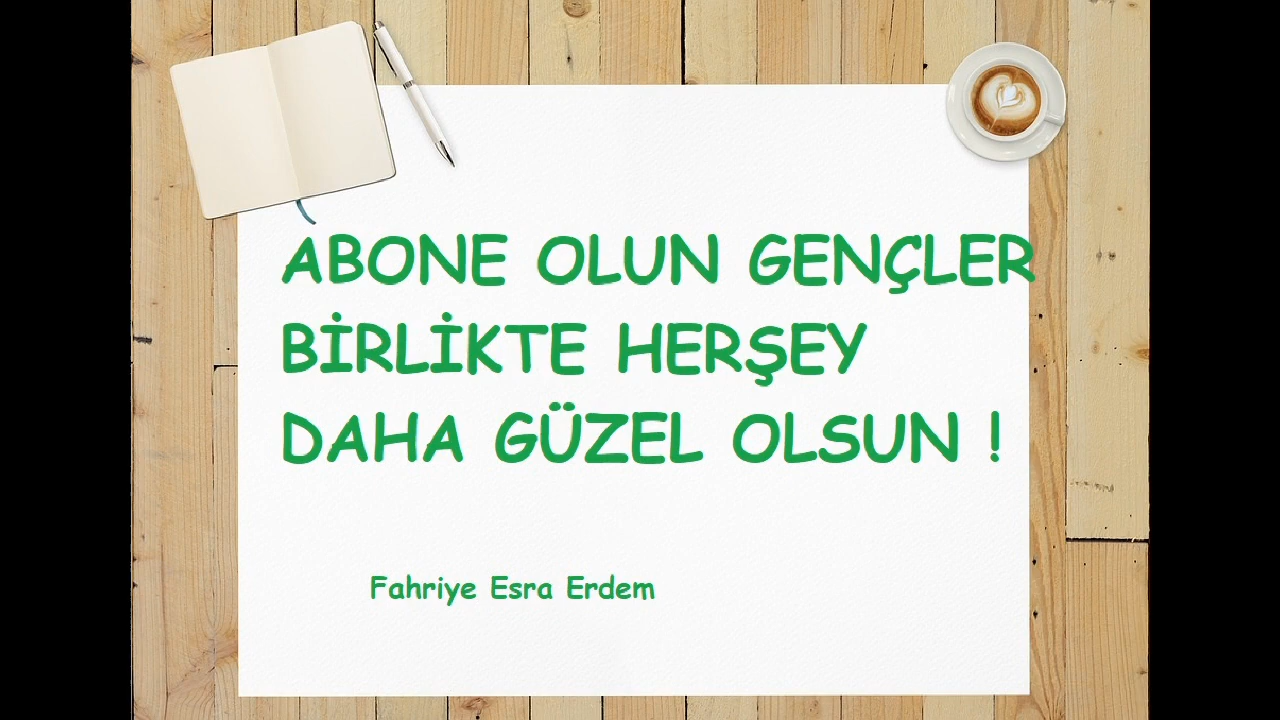 ABONE OLUN GENÇLER
BİRLİKTE HERŞEY
DAHA GÜZEL OLSUN !
Fahriye Esra Erdem